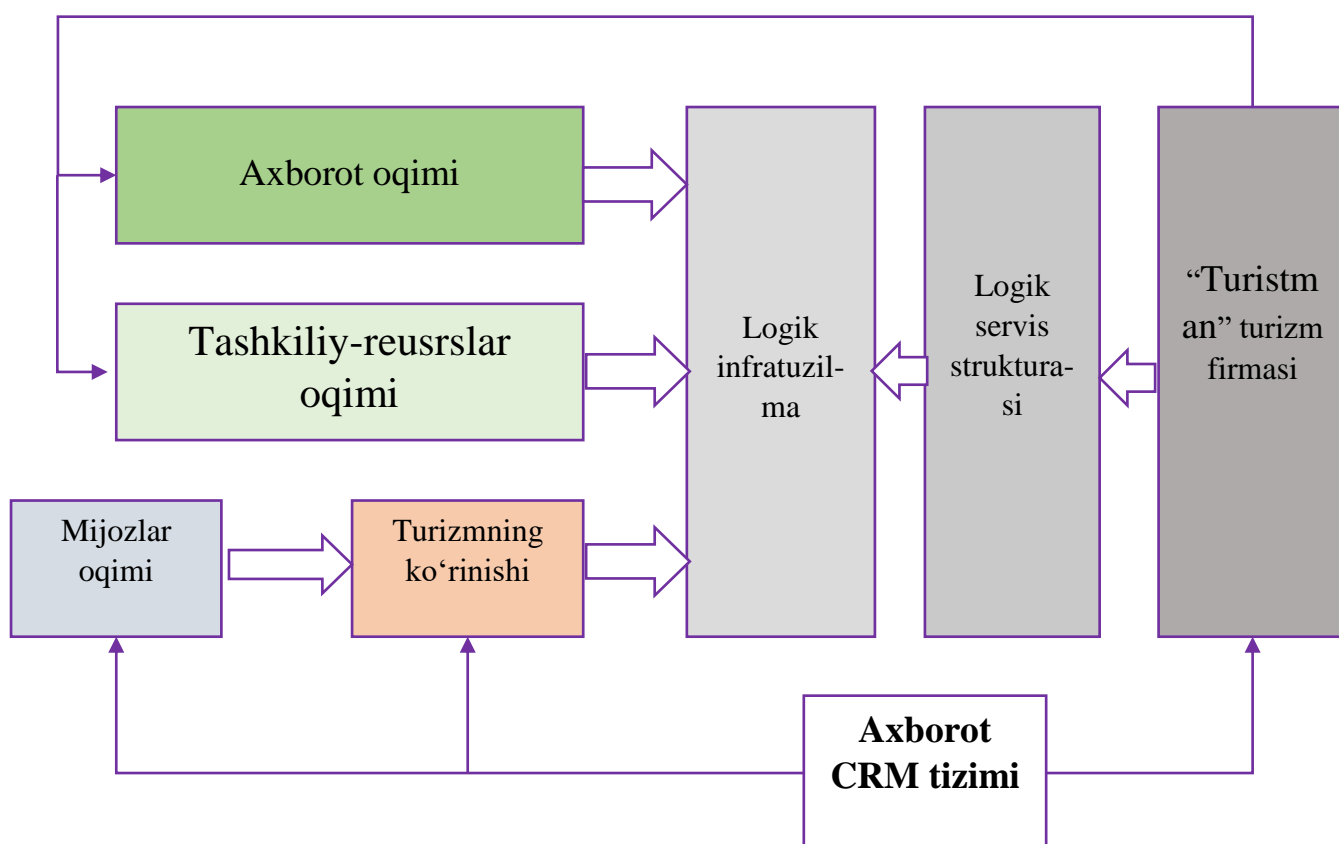 Axborot oqimi
Tashkiliy-reusrslar
oqimi
Mijozlar
oqimi
Turizmning
ko‘rinishi
Logik
infratuzil-
ma
Logik
servis
struktura-
si
“Turistm
an” turizm
firmasi
Axborot
CRM tizimi